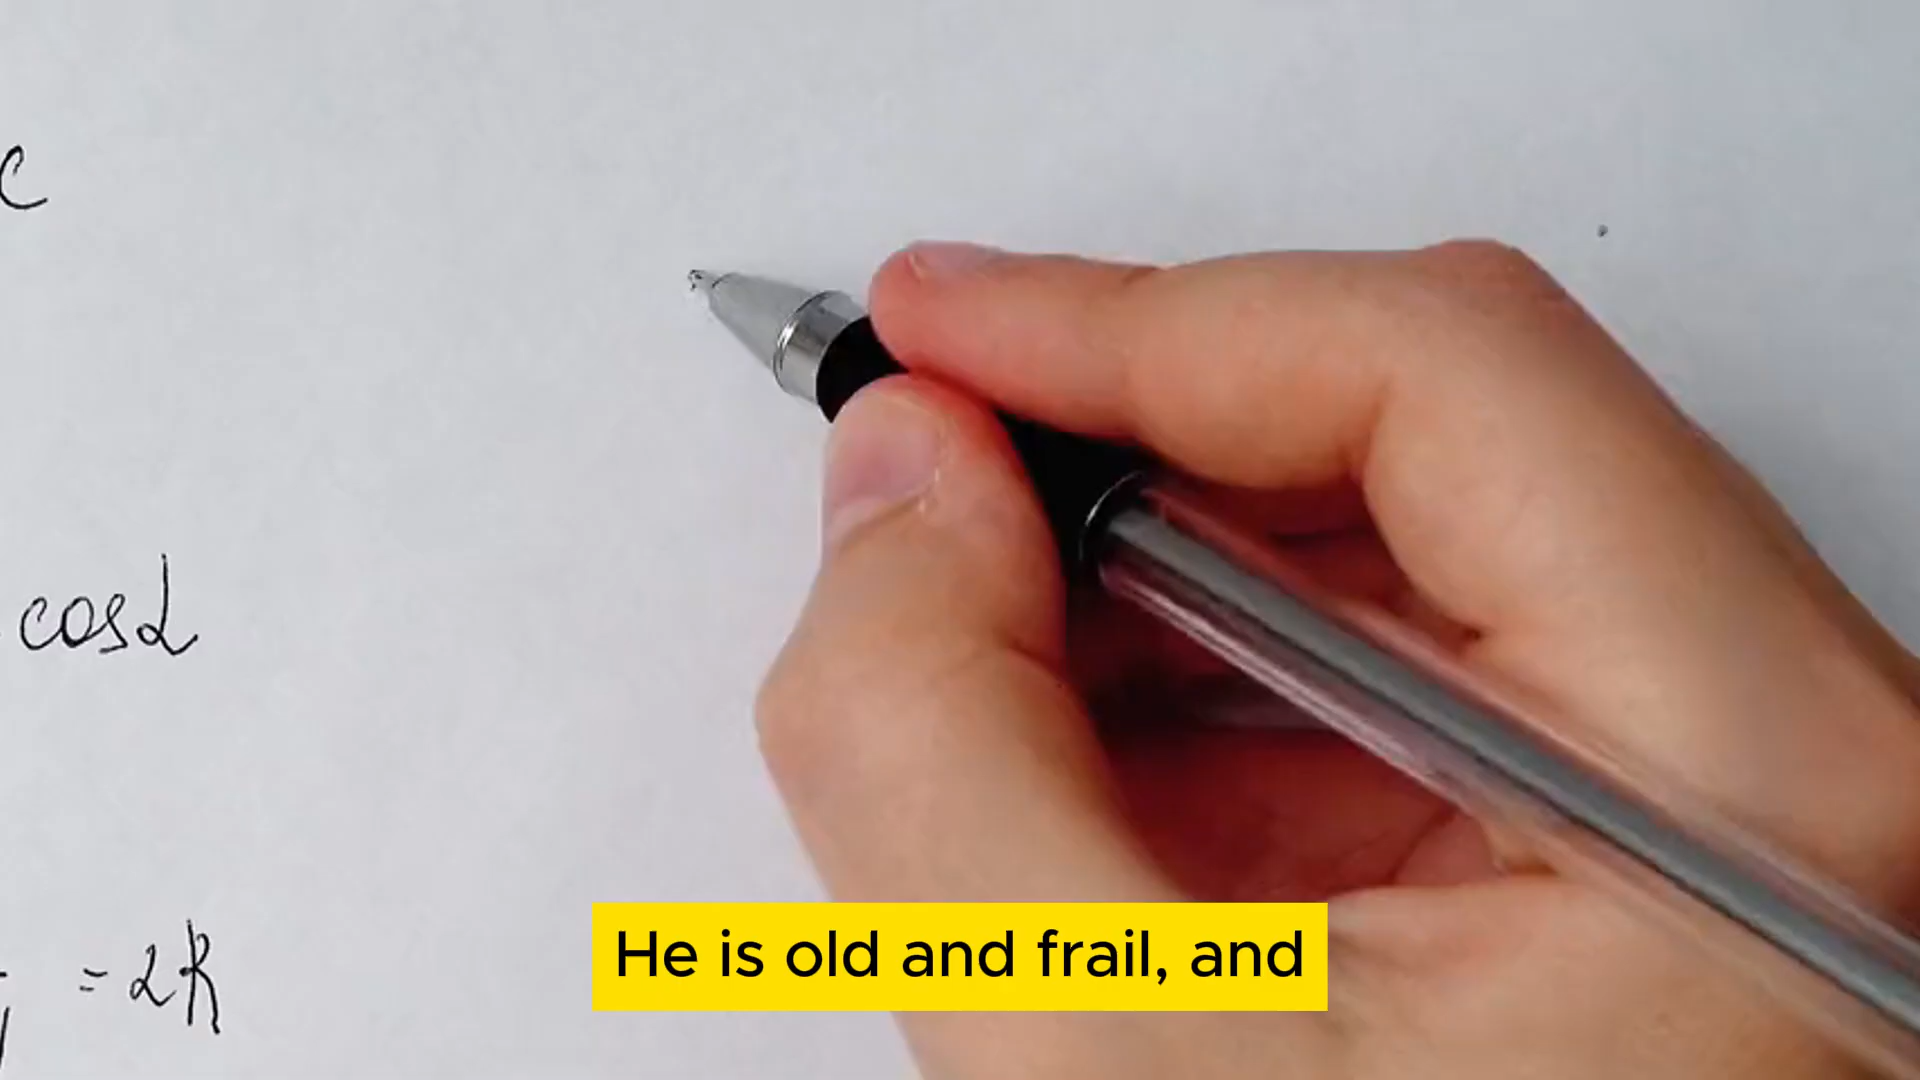 c
cosα
=2R
He is old and frail, and